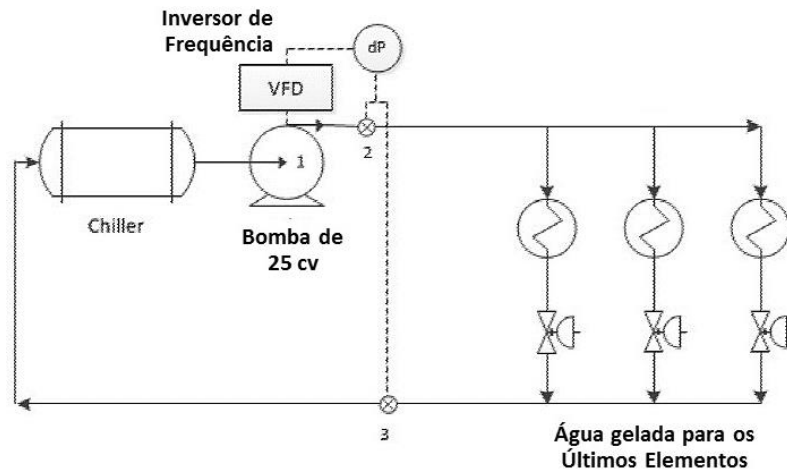 Inversor de
Frequência
dP
VFD
1
2
Chiller
Bomba de
25 cv
3
Água gelada para os
Últimos Elementos